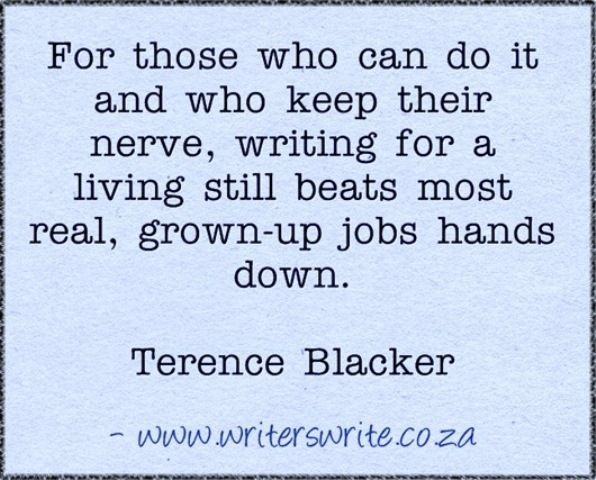 For those who can do it
and who keep their
nerve, writing for a
living still beats most
real, grown-up jobs hands
down.
Terence Blacker
- www.writerswrite.co.za